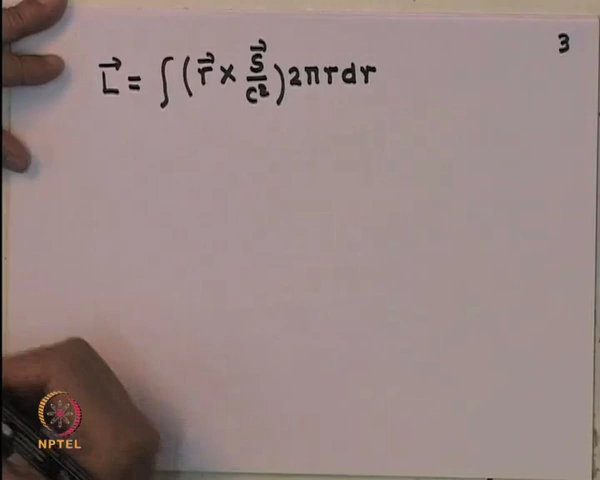 3
L⃗ = ∫ (r⃗ × S⃗/c²) 2πr dr
NPTEL